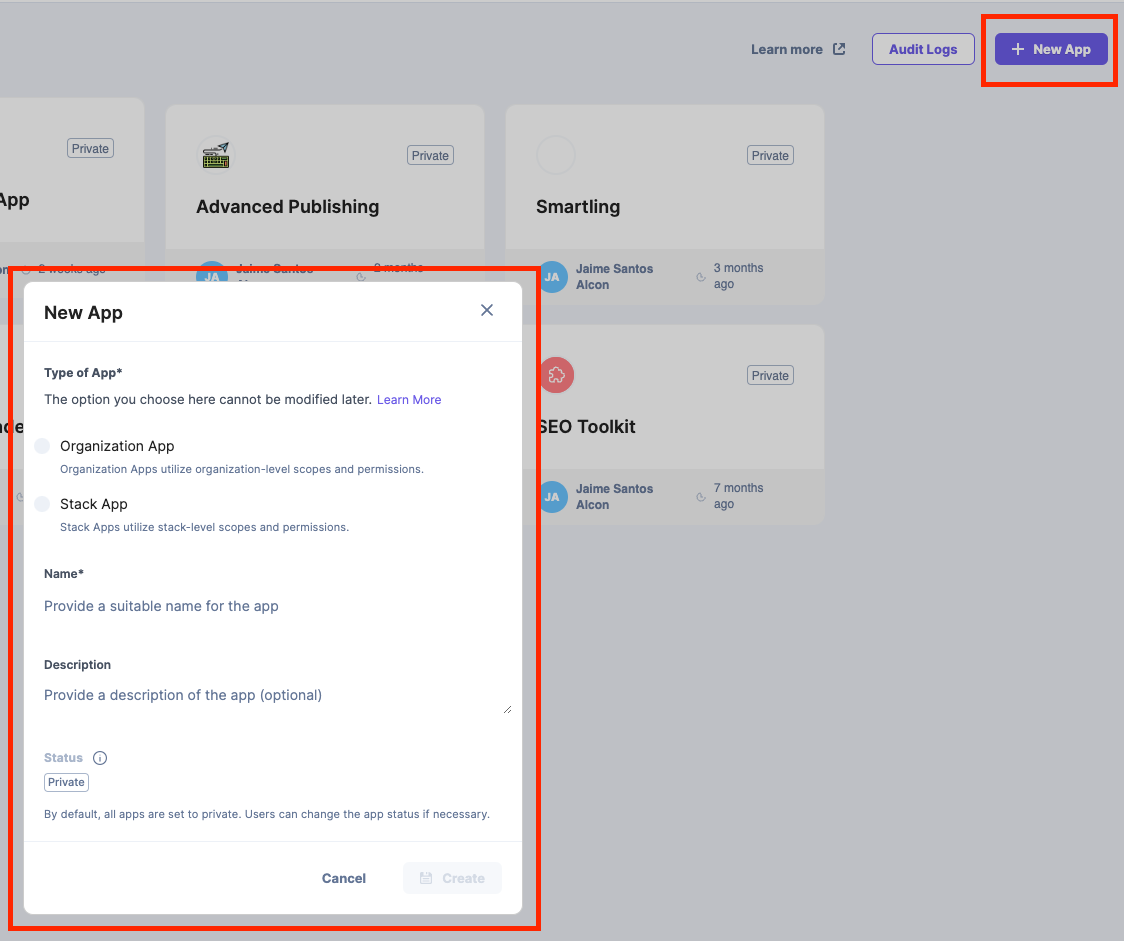 Learn more
Audit Logs
New App
Private
App
2 weeks ago
Private
Advanced Publishing
JA
Jaime Santos
2 months
Private
Smartling
JA
Jaime Santos
Alcon
3 months
ago
New App
Type of App*
The option you choose here cannot be modified later. Learn More
Organization App
Organization Apps utilize organization-level scopes and permissions.
Stack App
Stack Apps utilize stack-level scopes and permissions.
Name*
Provide a suitable name for the app
Description
Provide a description of the app (optional)
Status
Private
By default, all apps are set to private. Users can change the app status if necessary.
Cancel
Create
Private
SEO Toolkit
JA
Jaime Santos
Alcon
7 months
ago